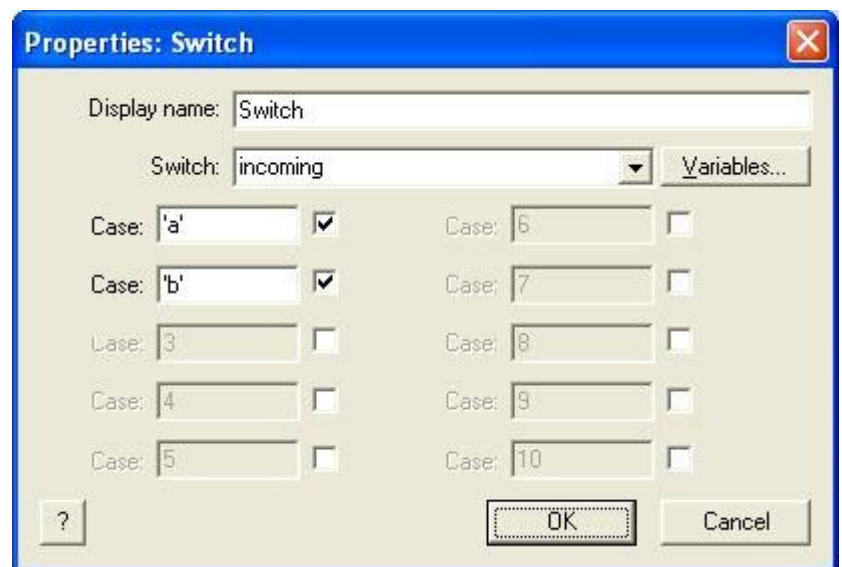 Properties: Switch
Display name: Switch
Switch: incoming Variables...
Case: 'a' Case: 6
Case: 'b' Case: 7
Case: 3 Case: 8
Case: 4 Case: 9
Case: 5 Case: 10
? OK Cancel